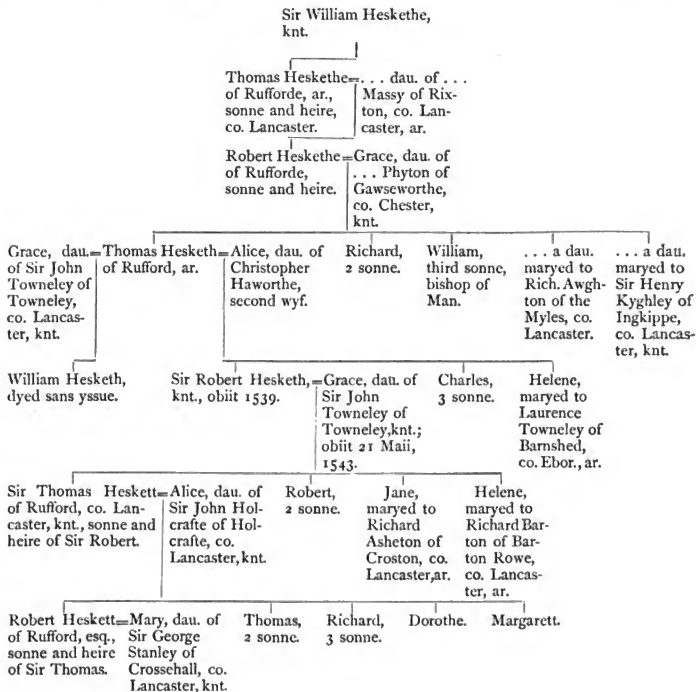 Sir William Heskethe,
knt.
Thomas Heskethe=. . . dau. of . . .
of Rufforde, ar.,
sonne and heire,
co. Lancaster.
Massy of Rix-
ton, co. Lan-
caster, ar.
Robert Heskethe=Grace, dau. of
of Rufforde,
sonne and heire.
. . . Phyton of
Gawseworthe,
co. Chester,
knt.
Grace, dau.=
of Sir John
Towneley of
Towneley,
co. Lancas-
ter, knt.
Thomas Hesketh=
of Rufford, ar.
Alice, dau. of
Christopher
Haworthe,
second wyf.
Richard,
2 sonne.
William,
third sonne,
bishop of
Man.
. . . a dau.
maryed to
Rich. Awgh-
ton of the
Myles, co.
Lancaster.
. . . a dau.
maryed to
Sir Henry
Kyghley of
Ingkippe,
co. Lancas-
ter, knt.
William Hesketh,
dyed sans yssue.
Sir Robert Hesketh,=
knt., obiit 1539.
Grace, dau. of
Sir John
Towneley of
Towneley,knt.;
obiit 21 Maii,
1543.
Charles,
3 sonne.
Helene,
maryed to
Laurence
Towneley of
Barnshed,
co. Ebor., ar.
Sir Thomas Heskett=
of Rufford, co. Lan-
caster, knt., sonne and
heire of Sir Robert.
Alice, dau. of
Sir John Hol-
crafte of Hol-
crafte, co.
Lancaster,knt.
Robert,
2 sonne.
Jane,
maryed to
Richard
Asheton of
Croston, co.
Lancaster,ar.
Helene,
maryed to
Richard Bar-
ton of Bar-
ton Rowe,
co. Lancas-
ter, ar.
Robert Heskett=
of Rufford, esq.,
sonne and heire
of Sir Thomas.
Mary, dau. of
Sir George
Stanley of
Crossehall, co.
Lancaster, knt.
Thomas,
2 sonne.
Richard,
3 sonne.
Dorothe.
Margarett.